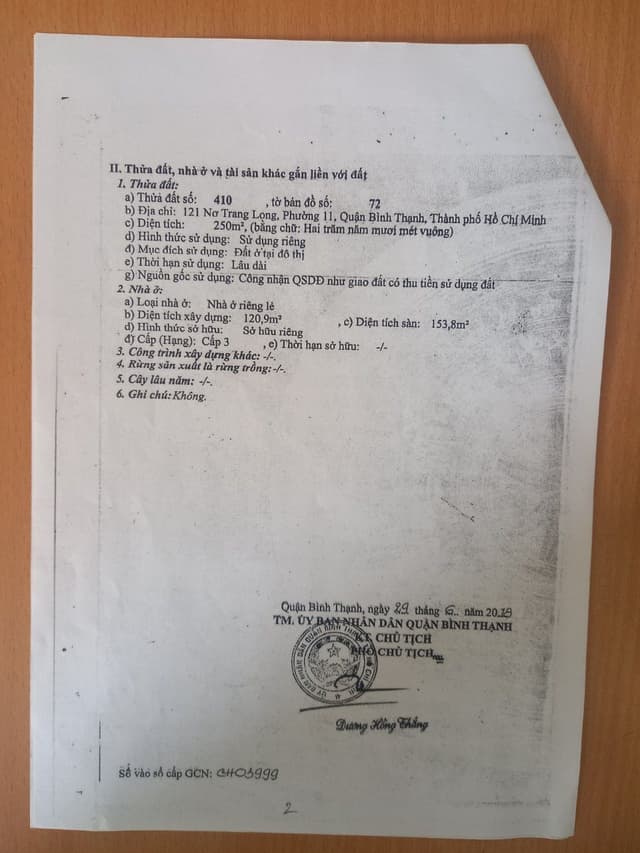 II. Thửa đất, nhà ở và tài sản khác gắn liền với đất
1. Thửa đất:
a) Thửa đất số: 410 , tờ bản đồ số: 72
b) Địa chỉ: 121 Nơ Trang Long, Phường 11, Quận Bình Thạnh, Thành phố Hồ Chí Minh
c) Diện tích: 250m², (bằng chữ: Hai trăm năm mươi mét vuông)
d) Hình thức sử dụng: Sử dụng riêng
đ) Mục đích sử dụng: Đất ở tại đô thị
e) Thời hạn sử dụng: Lâu dài
g) Nguồn gốc sử dụng: Công nhận QSDĐ như giao đất có thu tiền sử dụng đất
2. Nhà ở:
a) Loại nhà ở: Nhà ở riêng lẻ
b) Diện tích xây dựng: 120,9m² , c) Diện tích sàn: 153,8m²
d) Hình thức sở hữu: Sở hữu riêng
đ) Cấp (Hạng): Cấp 3 , e) Thời hạn sở hữu: -/-
3. Công trình xây dựng khác: -/-.
4. Rừng sản xuất là rừng trồng: -/-.
5. Cây lâu năm: -/-.
6. Ghi chú: Không.
Quận Bình Thạnh, ngày 29 tháng 6 năm 20
TM. ỦY BAN NHÂN DÂN QUẬN BÌNH THẠNH
KT. CHỦ TỊCH
PHÓ CHỦ TỊCH
ỦY BAN NHÂN DÂN QUẬN BÌNH THẠNH
Dương Hồng Thắng
Số vào sổ cấp GCN: CH03999
2